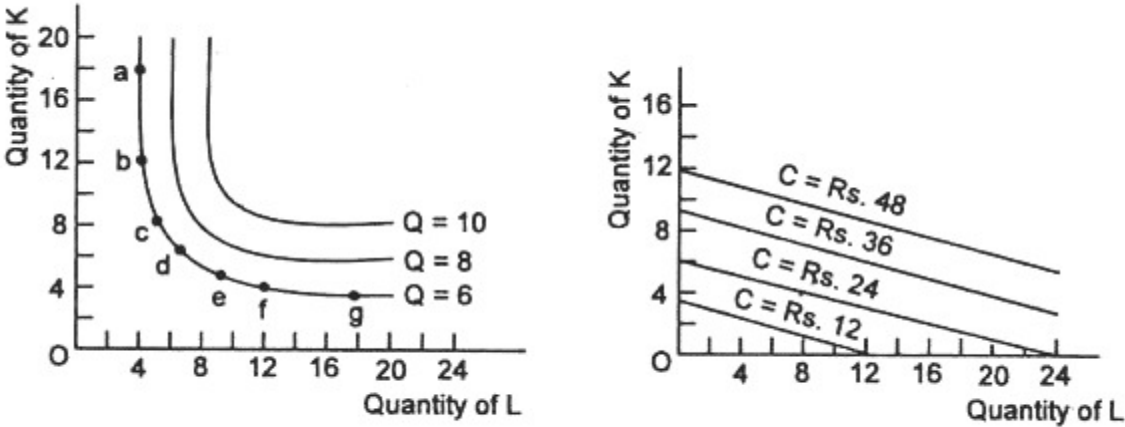 Quantity of K
20
16
12
8
4
O
a
b
c
d
e
f
g
Q = 10
Q = 8
Q = 6
4 8 12 16 20 24
Quantity of L
Quantity of K
16
12
8
4
O
C = Rs. 48
C = Rs. 36
C = Rs. 24
C = Rs. 12
4 8 12 16 20 24
Quantity of L